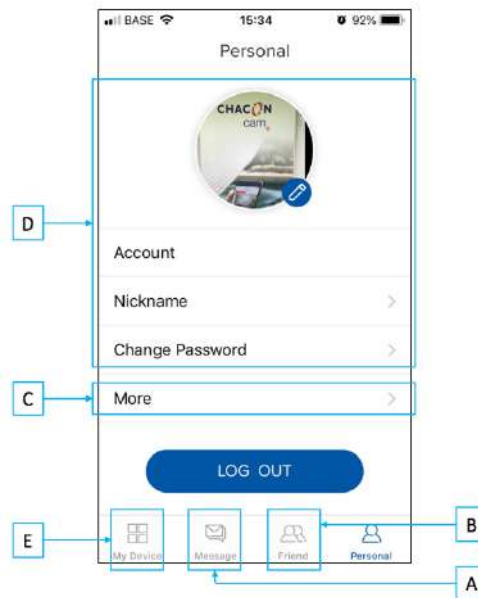 BASE 15:34 92%
Personal
CHACON
cam
D
Account
Nickname
Change Password
C
More
LOG OUT
B
E
My Device Message Friend Personal
A